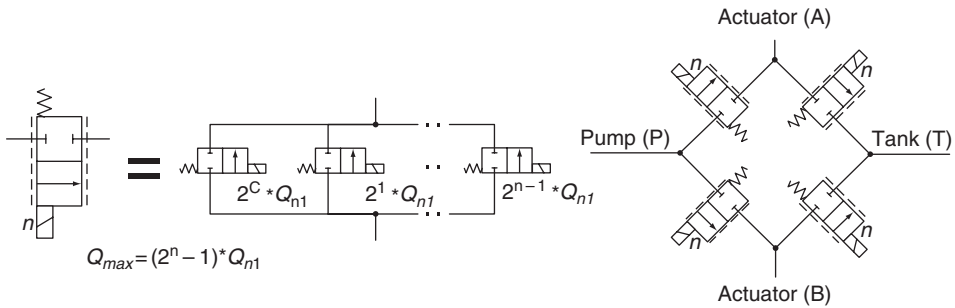 Actuator (A)
n
n
Pump (P)
Tank (T)
2^C *Q_n1
2^1 *Q_n1
2^{n–1} *Q_n1
n
n
n
Q_max=(2^n – 1)*Q_n1
Actuator (B)